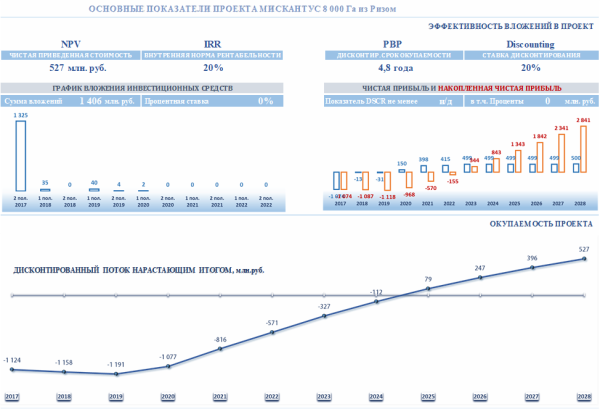 ОСНОВНЫЕ ПОКАЗАТЕЛИ ПРОЕКТА МИСКАНТУС 8 000 Га из Ризом
ЭФФЕКТИВНОСТЬ ВЛОЖЕНИЙ В ПРОЕКТ
NPV IRR PBP Discounting
ЧИСТАЯ ПРИВЕДЕННАЯ СТОИМОСТЬ ВНУТРЕННЯЯ НОРМА РЕНТАБЕЛЬНОСТИ ДИСКОНТИР. СРОК ОКУПАЕМОСТИ СТАВКА ДИСКОНТИРОВАНИЯ
527 млн. руб. 20% 4,8 года 20%
ГРАФИК ВЛОЖЕНИЯ ИНВЕСТИЦИОННЫХ СРЕДСТВ
Сумма вложений 1 406 млн. руб. Процентная ставка 0%
1 325 35 0 40 4 2 0 0 0 0 0
2 пол. 1 пол. 2 пол. 1 пол. 2 пол. 1 пол. 2 пол. 1 пол. 2 пол. 1 пол. 2 пол.
2017 2018 2018 2019 2019 2020 2020 2021 2021 2022 2022
ЧИСТАЯ ПРИБЫЛЬ И НАКОПЛЕННАЯ ЧИСТАЯ ПРИБЫЛЬ
Показатель DSCR не менее н/д в т.ч. Проценты 0 млн. руб.
-13 -31 150 398 415 499 499 499 499 499 500
-1 087 -1 118 -968 -570 -155 344 843 1 343 1 842 2 341 2 841
2017 2018 2019 2020 2021 2022 2023 2024 2025 2026 2027 2028
ОКУПАЕМОСТЬ ПРОЕКТА
ДИСКОНТИРОВАННЫЙ ПОТОК НАРАСТАЮЩИМ ИТОГОМ, млн.руб.
-1 124 -1 158 -1 191 -1 077 -816 -571 -327 -112 79 247 396 527
2017 2018 2019 2020 2021 2022 2023 2024 2025 2026 2027 2028